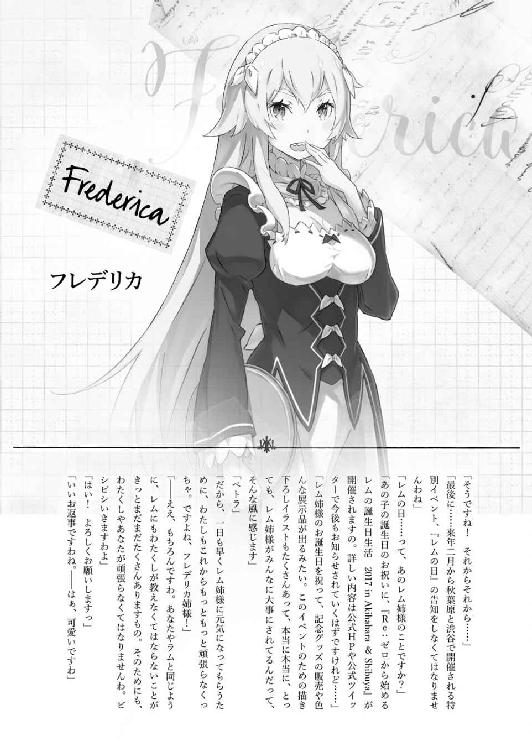 Frederica
Frederica
フレデリカ
「そうですね！　それからそれから……」
「最後に……来年二月から秋葉原と渋谷で開催される特
別イベント、『レムの日』の告知をしなくてはなりませ
んわね」
「レムの日……って、あのレム姉様のことですか？」
「あの子の誕生日のお祝いに、『Re：ゼロから始める
レムの誕生日生活　2017 in Akihabara & Shibuya』が
開催されますの。詳しい内容は公式HPや公式ツイッ
ターで今後もお知らせされていくはずですけれど……」
「レム姉様のお誕生日を祝って、記念グッズの販売や色
んな展示品が出るみたい。このイベントのための描き
下ろしイラストもたくさんあって、本当に本当に、とっ
ても、レム姉様がみんなに大事にされてるんだって、
そんな風に感じます」
「ペトラ」
「だから、一日も早くレム姉様に元気になってもらうた
めに、わたしもこれからもっともっと頑張らなくっ
ちゃ。ですよね、フレデリカ姉様！」
「――ええ、もちろんですわ。あなたやラムと同じよう
に、レムにもわたくしが教えなくてはならないことが
きっとまだまだたくさんありますもの。そのためにも、
わたくしやあなたが頑張らなくてはなりませんわ。ビ
シビシいきますわよ」
「はい！　よろしくお願いしますっ」
「いいお返事ですわね。――はぁ、可愛いですわ」